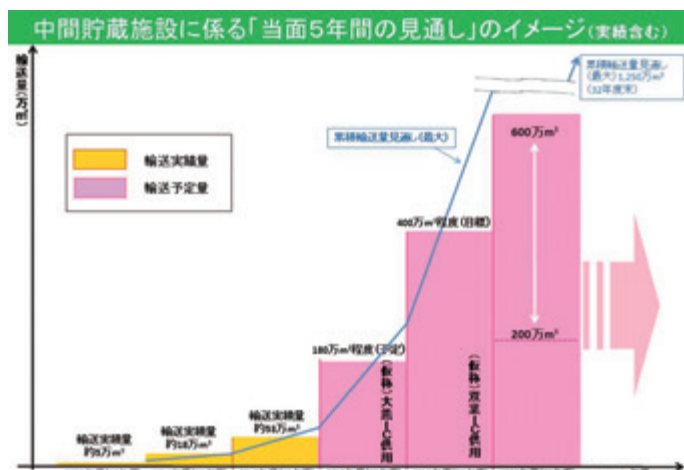 中間貯蔵施設に係る「当面5年間の見通し」のイメージ(実績含む)
輸送量(万㎥)
累積輸送量見通し
(最大)1,250万㎥
(32年度末)
累積輸送量見通し(最大)
輸送実績量
輸送予定量
600万㎥
400万㎥程度(目標)
200万㎥
180万㎥程度(予定)
(仮称)大熊IC供用
(仮称)双葉IC供用
輸送実績量
輸送実績量
約18万㎥
輸送実績量
約5万㎥